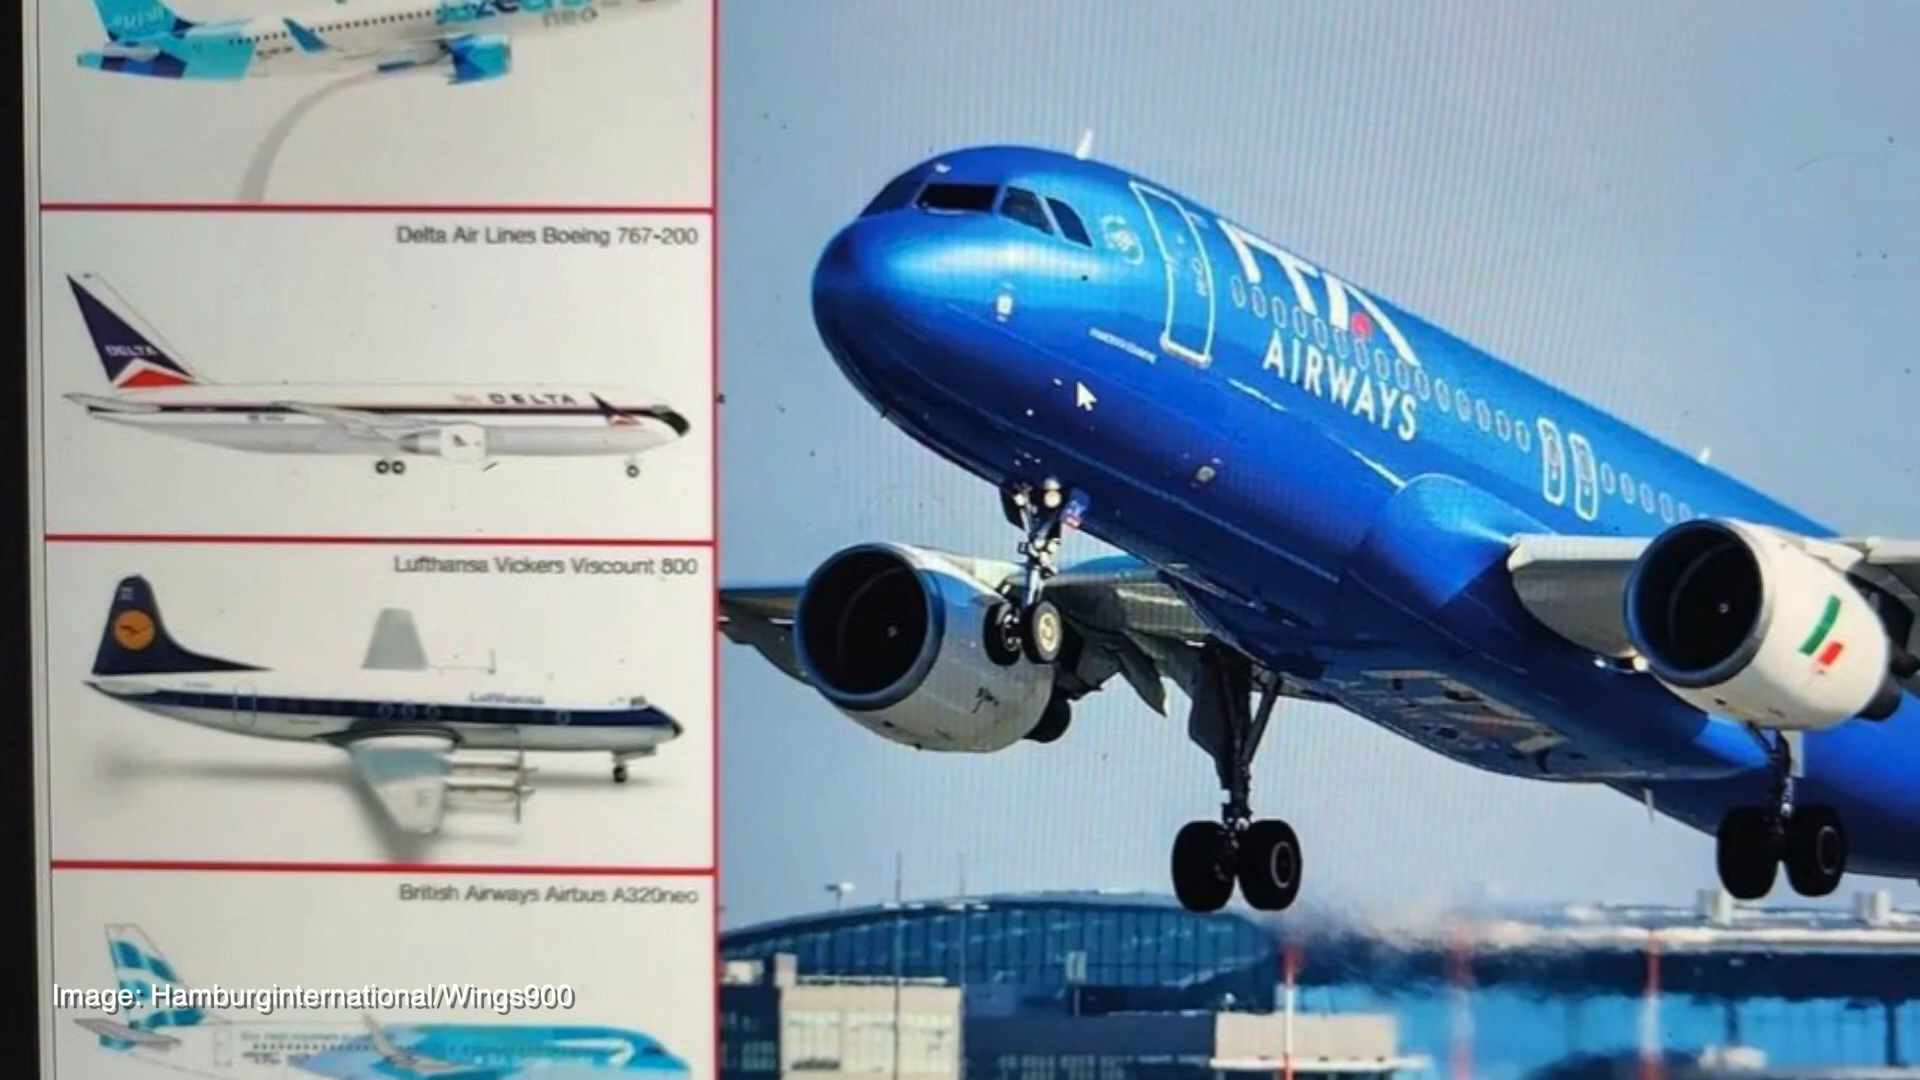 neo
Delta Air Lines Boeing 767-200
DELTA
DELTA
Lufthansa Vickers Viscount 800
Lufthansa
British Airways Airbus A320neo
ITA
AIRWAYS
Image: Hamburginternational/Wings900